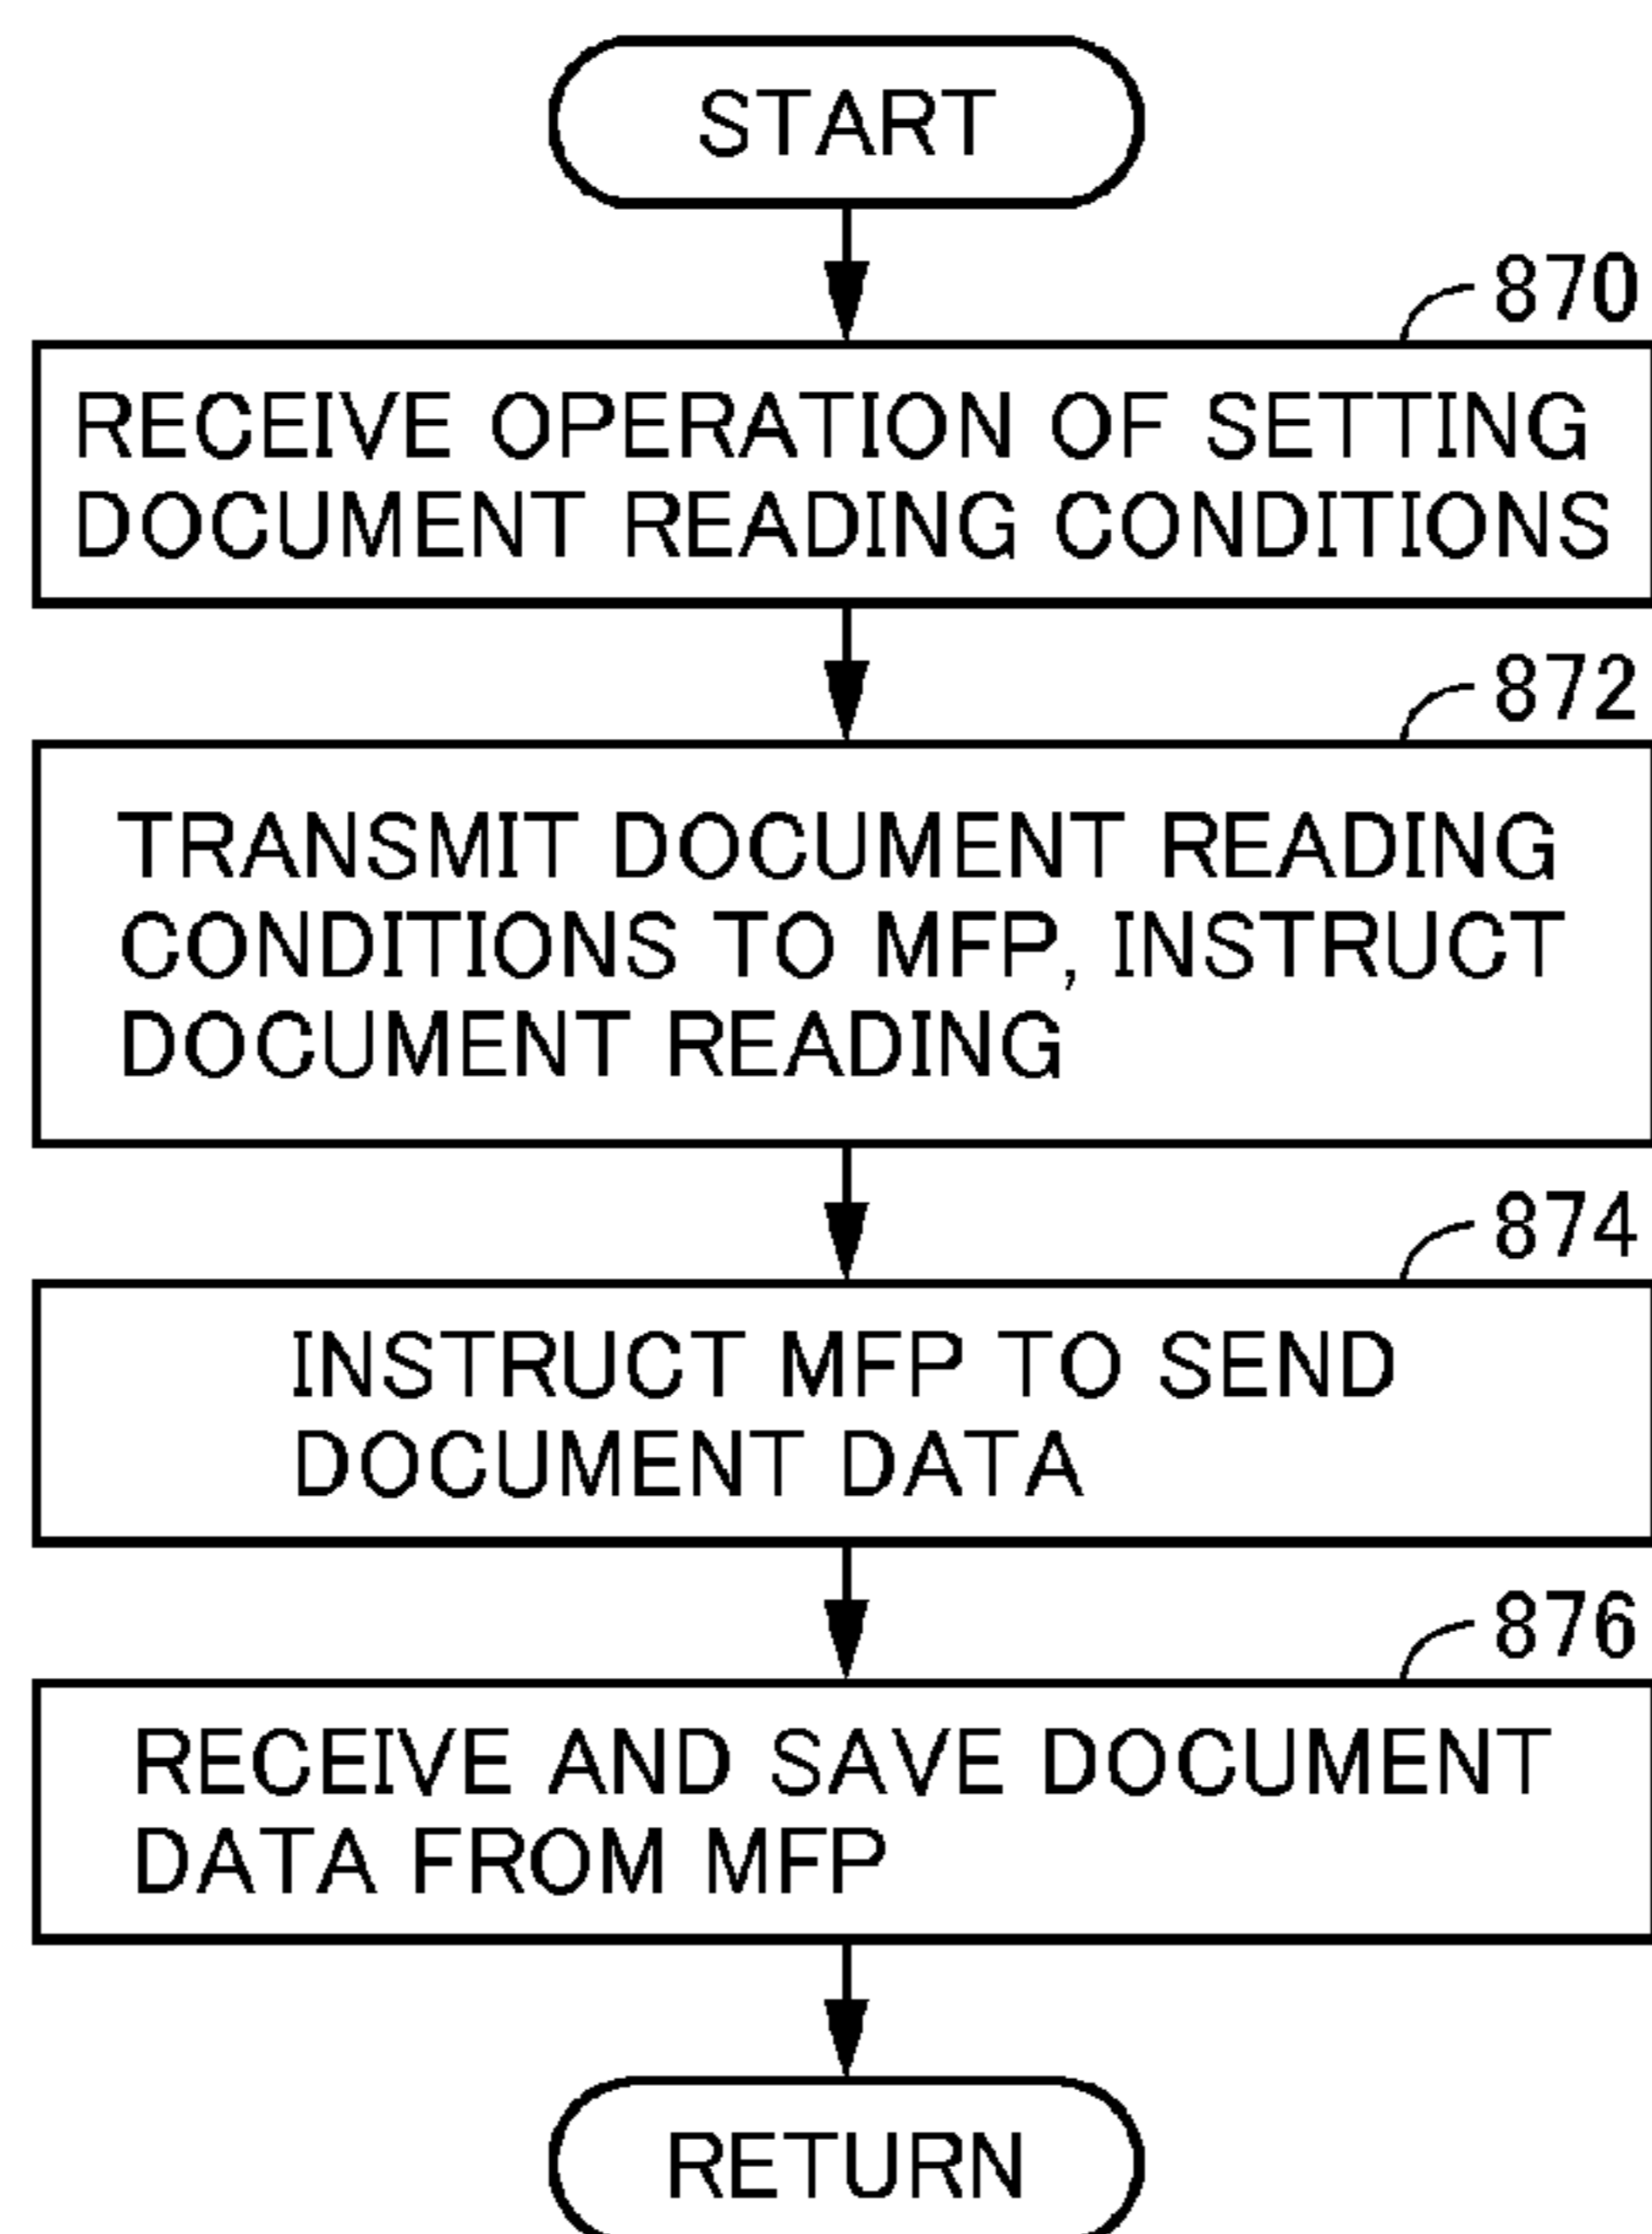 START
870
RECEIVE OPERATION OF SETTING
DOCUMENT READING CONDITIONS
872
TRANSMIT DOCUMENT READING
CONDITIONS TO MFP, INSTRUCT
DOCUMENT READING
874
INSTRUCT MFP TO SEND
DOCUMENT DATA
876
RECEIVE AND SAVE DOCUMENT
DATA FROM MFP
RETURN